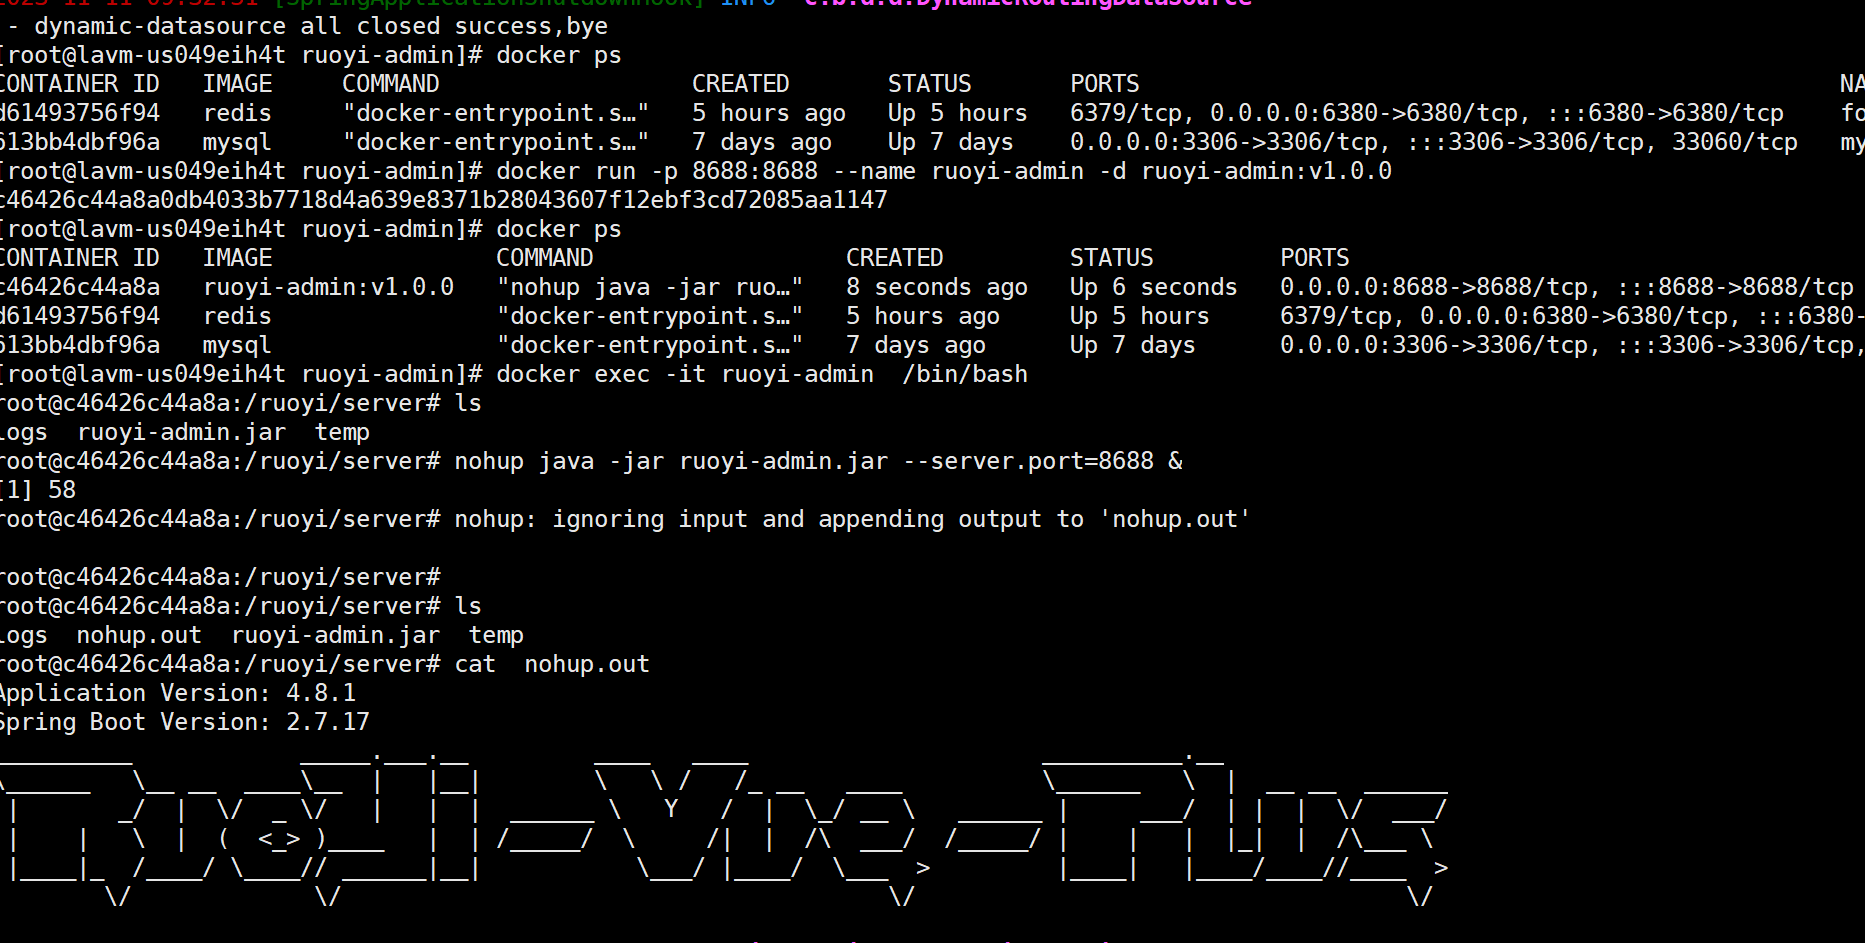 [SpringApplicationShutdownHook] INFO c.b.d.d.DynamicRoutingDataSource
- dynamic-datasource all closed success,bye
[root@lavm-us049eih4t ruoyi-admin]# docker ps
CONTAINER ID IMAGE COMMAND CREATED STATUS PORTS NA
d61493756f94 redis "docker-entrypoint.s…" 5 hours ago Up 5 hours 6379/tcp, 0.0.0.0:6380->6380/tcp, :::6380->6380/tcp fo
613bb4dbf96a mysql "docker-entrypoint.s…" 7 days ago Up 7 days 0.0.0.0:3306->3306/tcp, :::3306->3306/tcp, 33060/tcp my
[root@lavm-us049eih4t ruoyi-admin]# docker run -p 8688:8688 --name ruoyi-admin -d ruoyi-admin:v1.0.0
c46426c44a8a0db4033b7718d4a639e8371b28043607f12ebf3cd72085aa1147
[root@lavm-us049eih4t ruoyi-admin]# docker ps
CONTAINER ID IMAGE COMMAND CREATED STATUS PORTS
c46426c44a8a ruoyi-admin:v1.0.0 "nohup java -jar ruo…" 8 seconds ago Up 6 seconds 0.0.0.0:8688->8688/tcp, :::8688->8688/tcp
d61493756f94 redis "docker-entrypoint.s…" 5 hours ago Up 5 hours 6379/tcp, 0.0.0.0:6380->6380/tcp, :::6380-
613bb4dbf96a mysql "docker-entrypoint.s…" 7 days ago Up 7 days 0.0.0.0:3306->3306/tcp, :::3306->3306/tcp,
[root@lavm-us049eih4t ruoyi-admin]# docker exec -it ruoyi-admin /bin/bash
root@c46426c44a8a:/ruoyi/server# ls
logs ruoyi-admin.jar temp
root@c46426c44a8a:/ruoyi/server# nohup java -jar ruoyi-admin.jar --server.port=8688 &
[1] 58
root@c46426c44a8a:/ruoyi/server# nohup: ignoring input and appending output to 'nohup.out'
root@c46426c44a8a:/ruoyi/server#
root@c46426c44a8a:/ruoyi/server# ls
logs nohup.out ruoyi-admin.jar temp
root@c46426c44a8a:/ruoyi/server# cat nohup.out
Application Version: 4.8.1
Spring Boot Version: 2.7.17
RuoYi-Vue-Plus